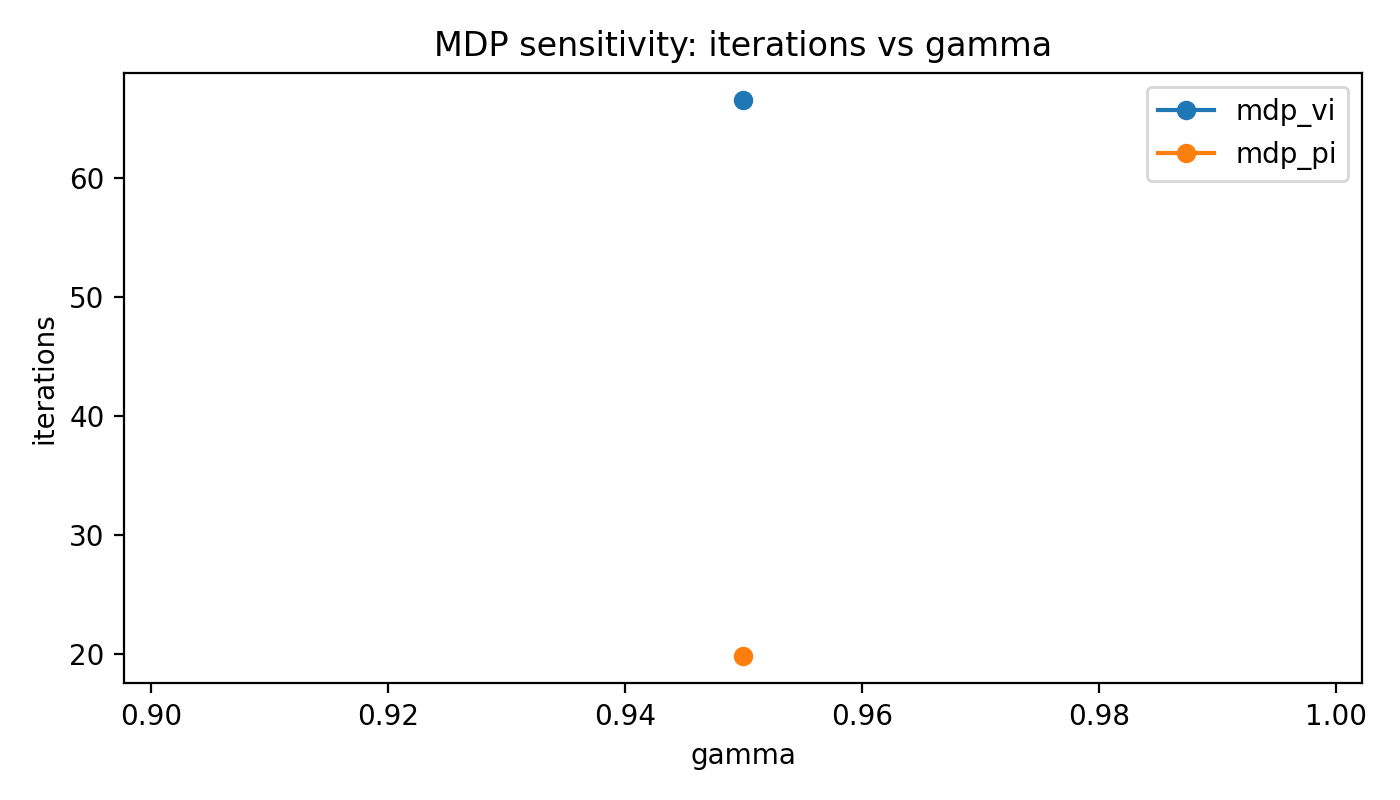 MDP sensitivity: iterations vs gamma
mdp_vi
mdp_pi
iterations
60
50
40
30
20
0.90 0.92 0.94 0.96 0.98 1.00
gamma